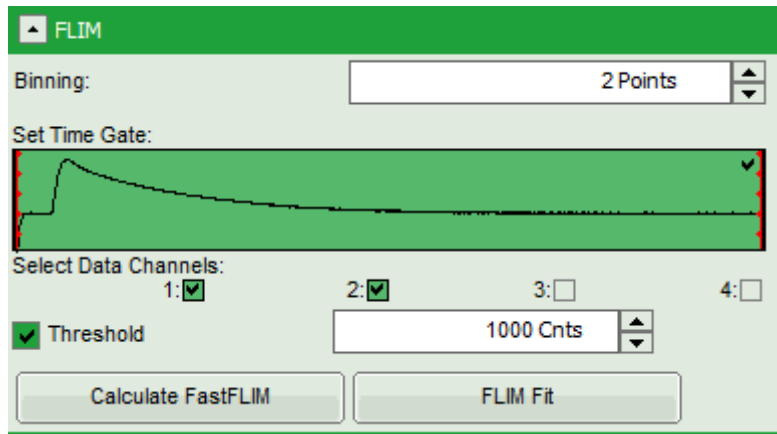 FLIM
Binning: 2 Points
Set Time Gate:
Select Data Channels:
1: 2: 3: 4:
Threshold 1000 Cnts
Calculate FastFLIM FLIM Fit